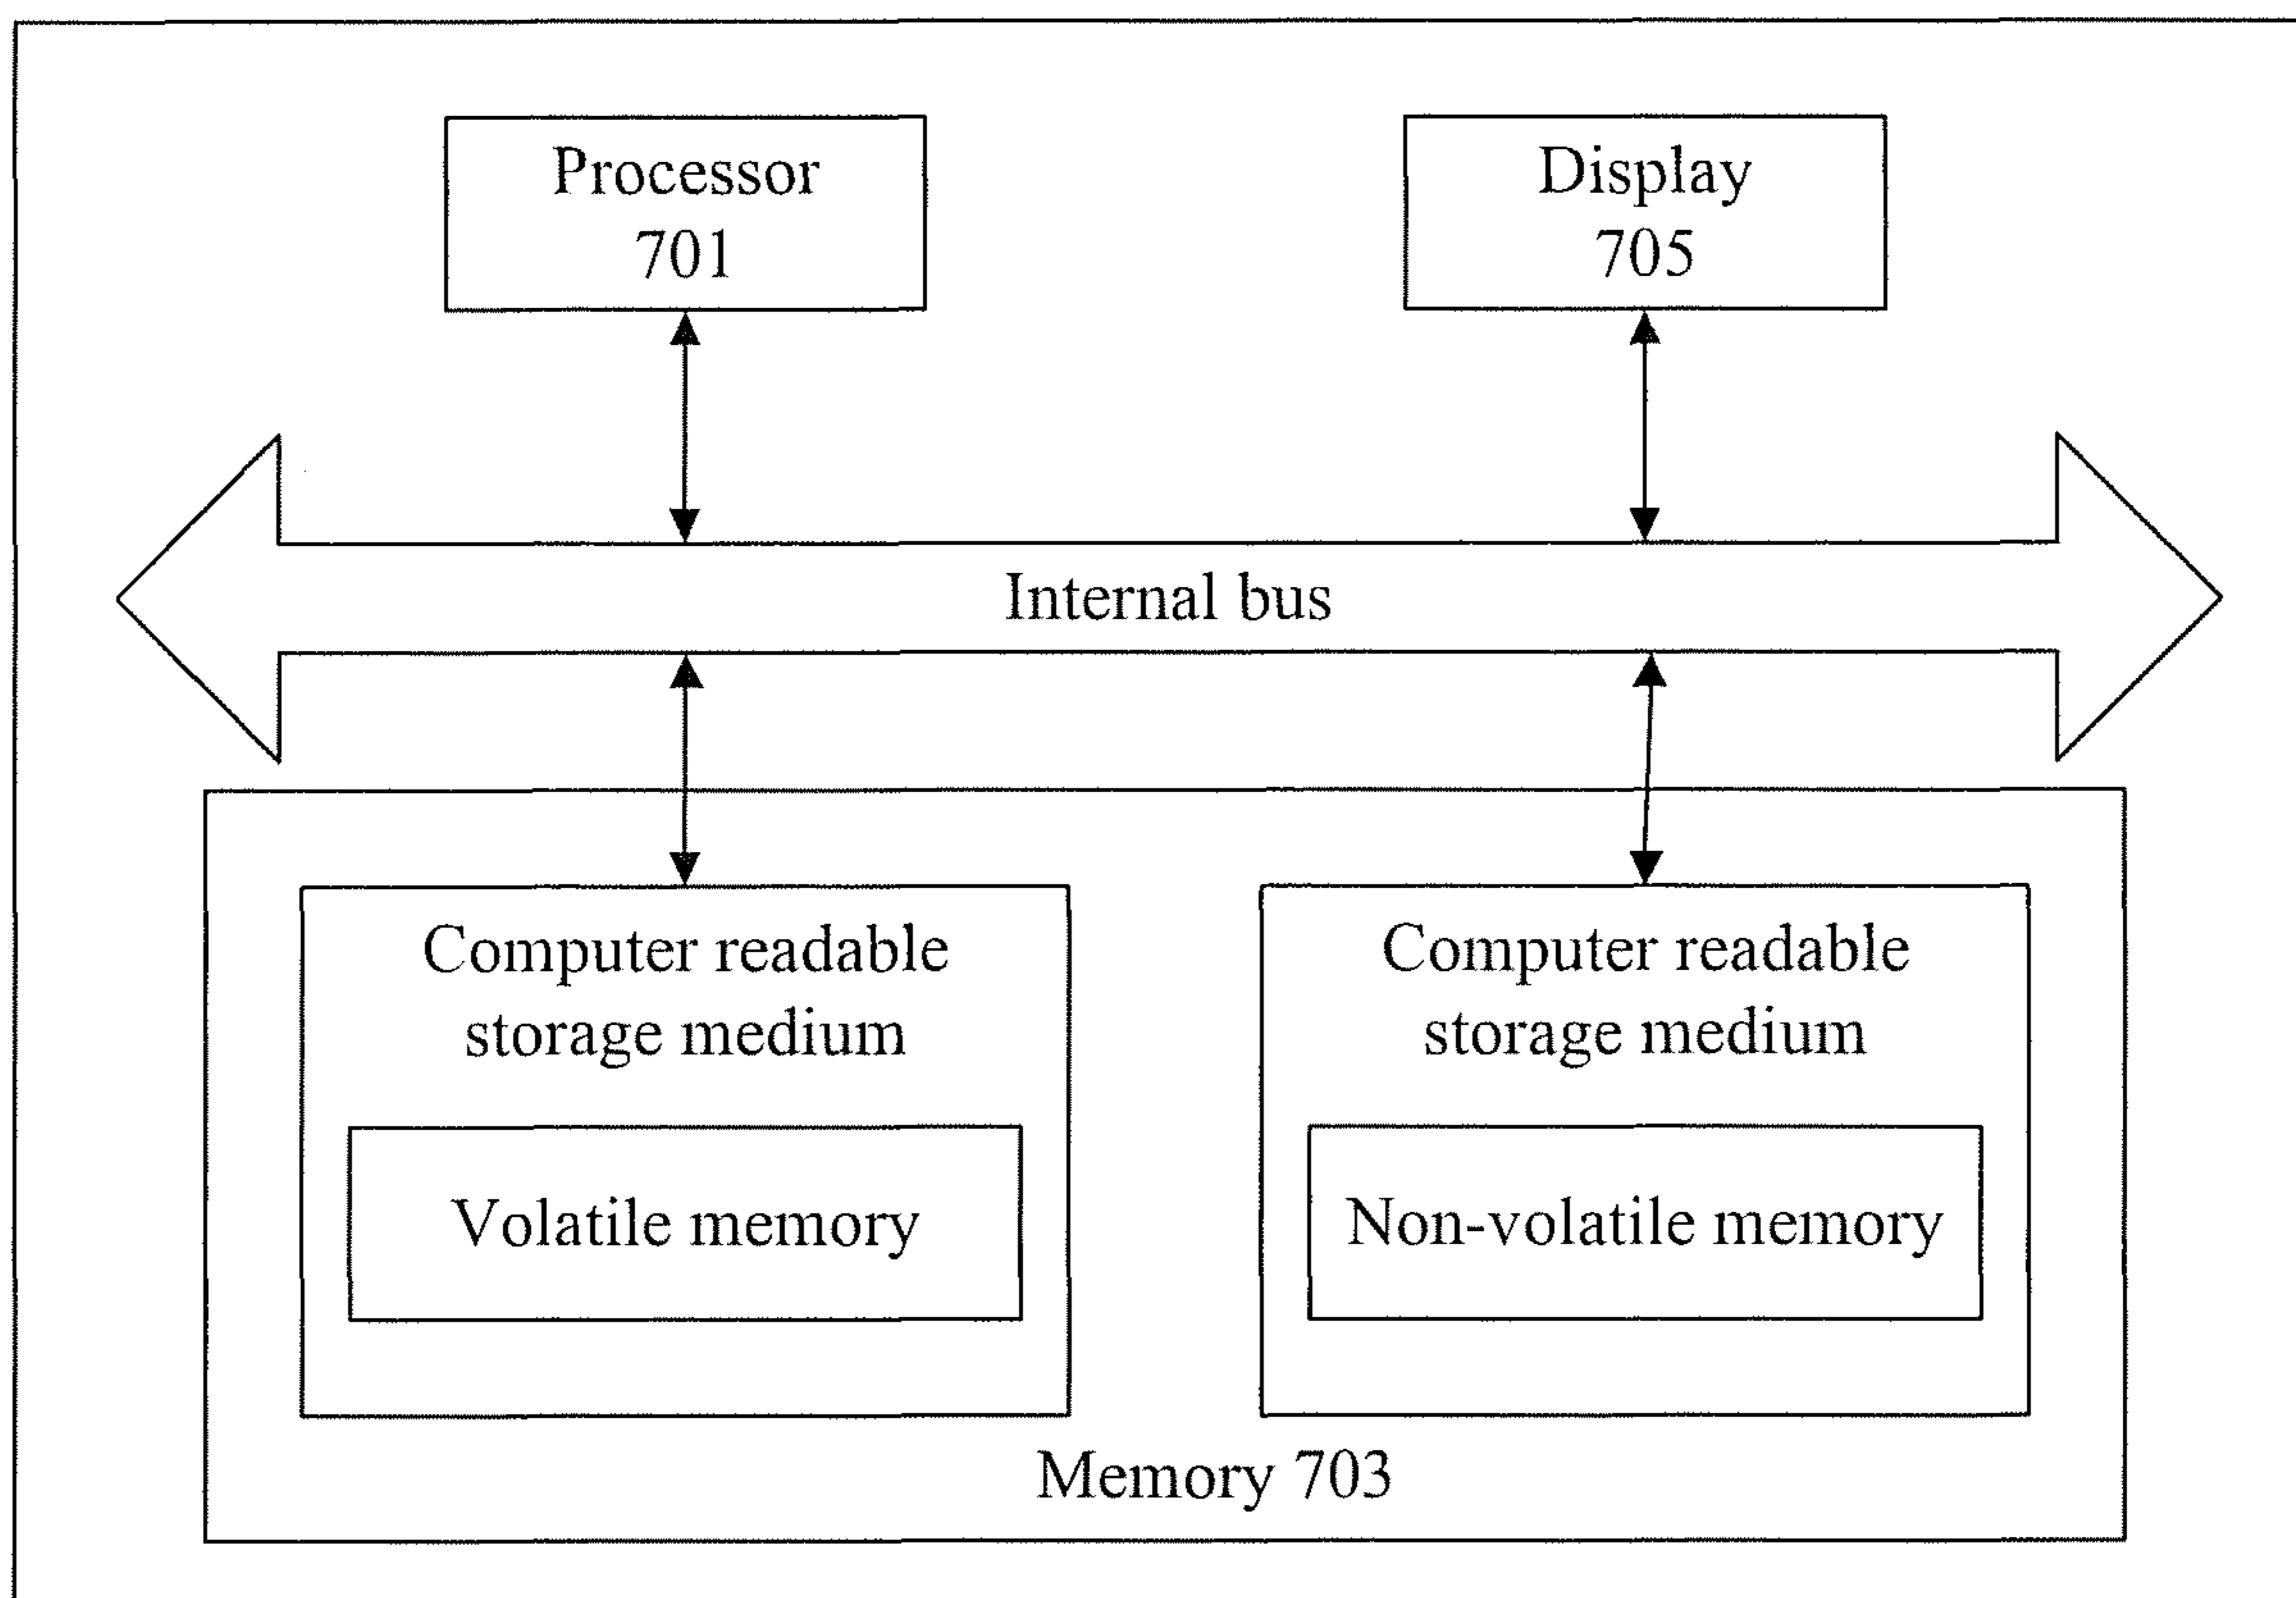 Processor
701
Display
705
Internal bus
Computer readable
storage medium
Volatile memory
Computer readable
storage medium
Non-volatile memory
Memory 703